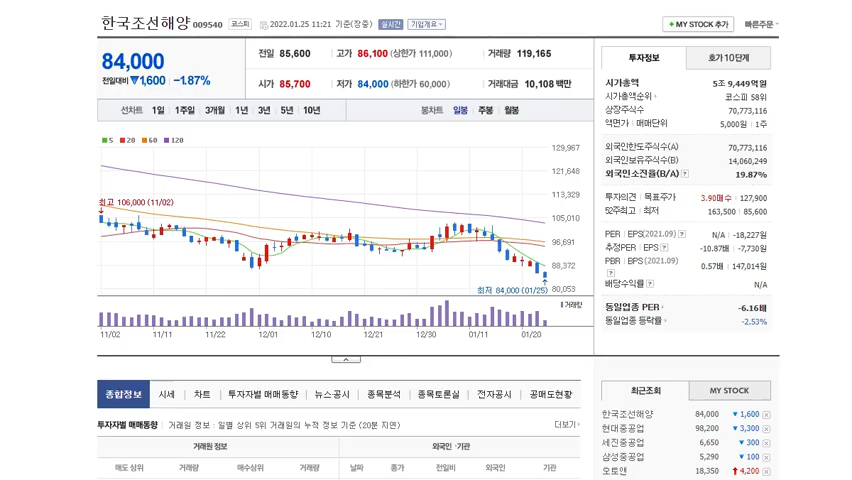 한국조선해양 009540 코스피 2022.01.25 11:21 기준(장중) 실시간 기업개요
+ MY STOCK 추가 빠른주문
84,000
전일대비 ▼1,600 -1.87%
전일 85,600 고가 86,100 (상한가 111,000) 거래량 119,165
시가 85,700 저가 84,000 (하한가 60,000) 거래대금 10,108 백만
선차트 1일 1주일 3개월 1년 3년 5년 10년 봉차트 일봉 주봉 월봉
5 20 60 120
129,967
121,648
113,329
105,010
96,691
88,372
80,053
최고 106,000 (11/02)
최저 84,000 (01/25)
거래량
11/02 11/11 11/22 12/01 12/10 12/21 12/30 01/11 01/20
투자정보 호가 10단계
시가총액 5조 9,449억원
시가총액순위 코스피 58위
상장주식수 70,773,116
액면가 매매단위 5,000원 1주
외국인한도주식수(A) 70,773,116
외국인보유주식수(B) 14,060,249
외국인소진율(B/A) ? 19.87%
투자의견 목표주가 3.90매수 127,900
52주최고 최저 163,500 85,600
PER EPS(2021.09) ? N/A -18,227원
추정PER EPS ? -10.87배 -7,730원
PBR BPS (2021.09) ? 0.57배 147,014원
배당수익률 ? N/A
동일업종 PER -6.16배
동일업종 등락률 -2.53%
종합정보 시세 차트 투자자별 매매동향 뉴스·공시 종목분석 종목토론실 전자공시 공매도현황
투자자별 매매동향 거래원 정보 : 일별 상위 5위 거래원의 누적 정보 기준 (20분 지연) 더보기
거래원 정보 외국인·기관
매도 상위 거래량 매수상위 거래량 날짜 종가 전일비 외국인 기관
최근조회 MY STOCK
한국조선해양 84,000 ▼ 1,600
현대중공업 98,200 ▼ 3,300
세진중공업 6,650 ▼ 300
삼성중공업 5,290 ▼ 100
오토앤 18,350 4,200